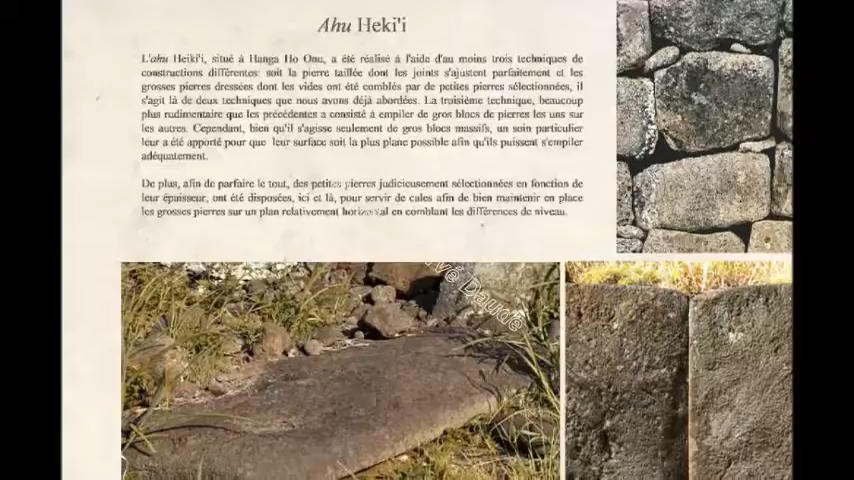 Ahu Heki'i
L'ahu Heiki'i, situé à Hanga Ho Onu, a été réalisé à l'aide d'au moins trois techniques de
constructions différentes: soit la pierre taillée dont les joints s'ajustent parfaitement et les
grosses pierres dressées dont les vides ont été comblés par de petites pierres sélectionnées, il
s'agit là de deux techniques que nous avons déjà abordées. La troisième technique, beaucoup
plus rudimentaire que les précédentes a consisté à empiler de gros blocs de pierres les uns sur
les autres. Cependant, bien qu'il s'agisse seulement de gros blocs massifs, un soin particulier
leur a été apporté pour que leur surface soit la plus plane possible afin qu'ils puissent s'empiler
adéquatement.
De plus, afin de parfaire le tout, des petites pierres judicieusement sélectionnées en fonction de
leur épaisseur, ont été disposées, ici et là, pour servir de cales afin de bien maintenir en place
les grosses pierres sur un plan relativement horizontal en comblant les différences de niveau.
vé Daudé